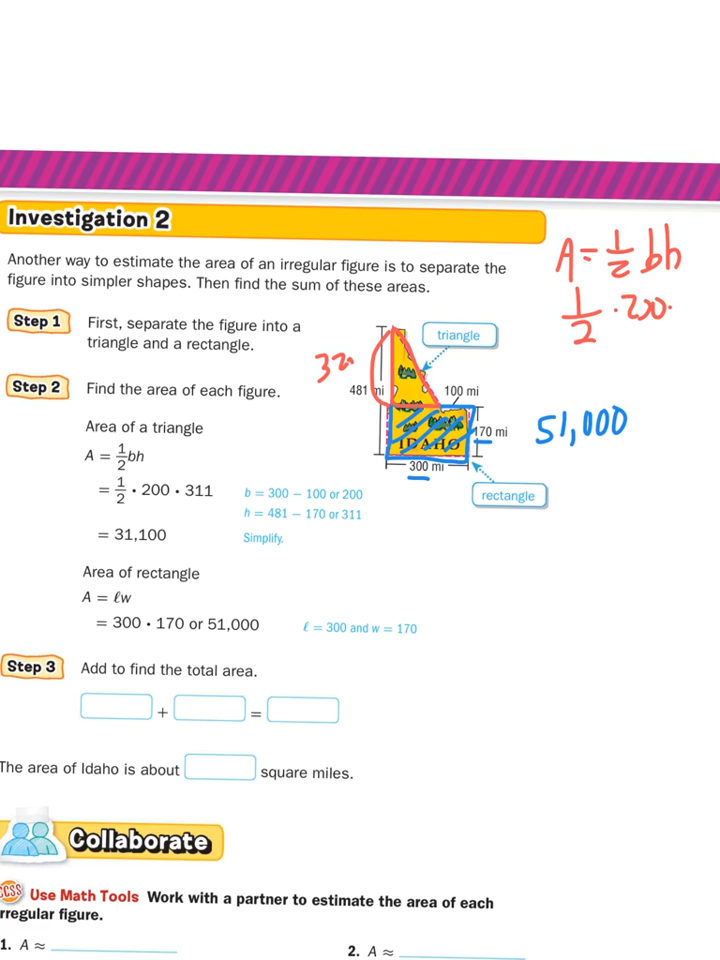 Investigation 2
Another way to estimate the area of an irregular figure is to separate the
figure into simpler shapes. Then find the sum of these areas.
A = 1/2 bh
1/2 · 200 ·
Step 1 First, separate the figure into a
triangle and a rectangle.
triangle
Step 2 Find the area of each figure.
481 mi
100 mi
170 mi
IDAHO
300 mi
rectangle
51,000
Area of a triangle
A = 1/2 bh
= 1/2 · 200 · 311 b = 300 − 100 or 200
h = 481 − 170 or 311
= 31,100 Simplify.
Area of rectangle
A = ℓw
= 300 · 170 or 51,000 ℓ = 300 and w = 170
Step 3 Add to find the total area.
+ =
The area of Idaho is about square miles.
Collaborate
CCSS Use Math Tools Work with a partner to estimate the area of each
rregular figure.
1. A ≈
2. A ≈